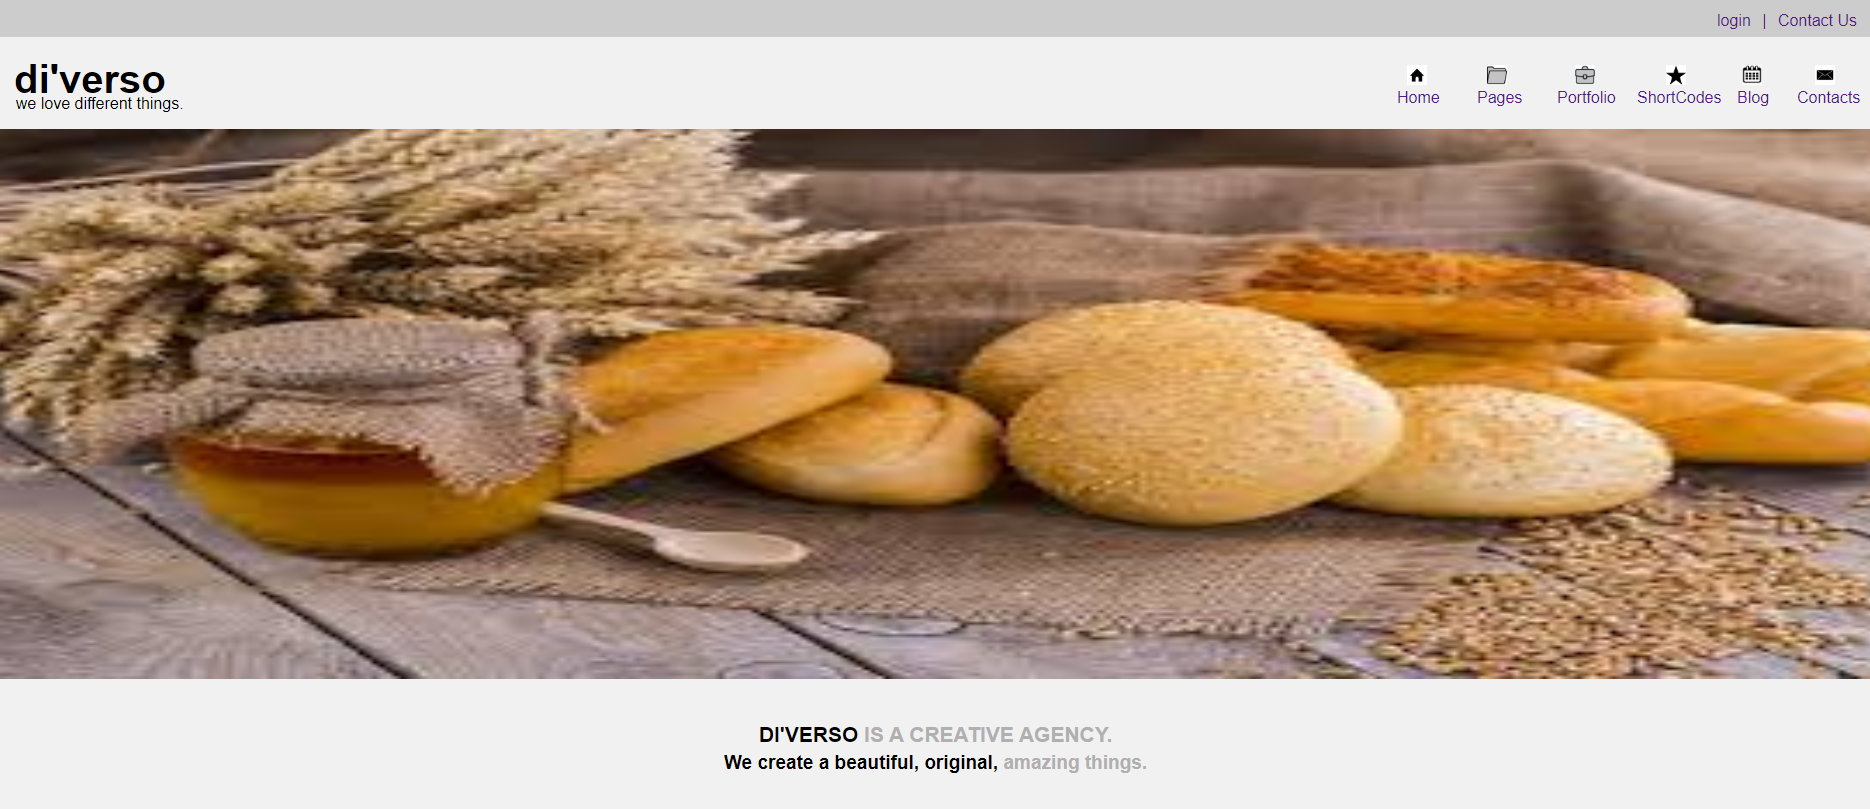 login | Contact Us
di'verso
we love different things.
Home Pages Portfolio ShortCodes Blog Contacts
DI'VERSO IS A CREATIVE AGENCY.
We create a beautiful, original, amazing things.